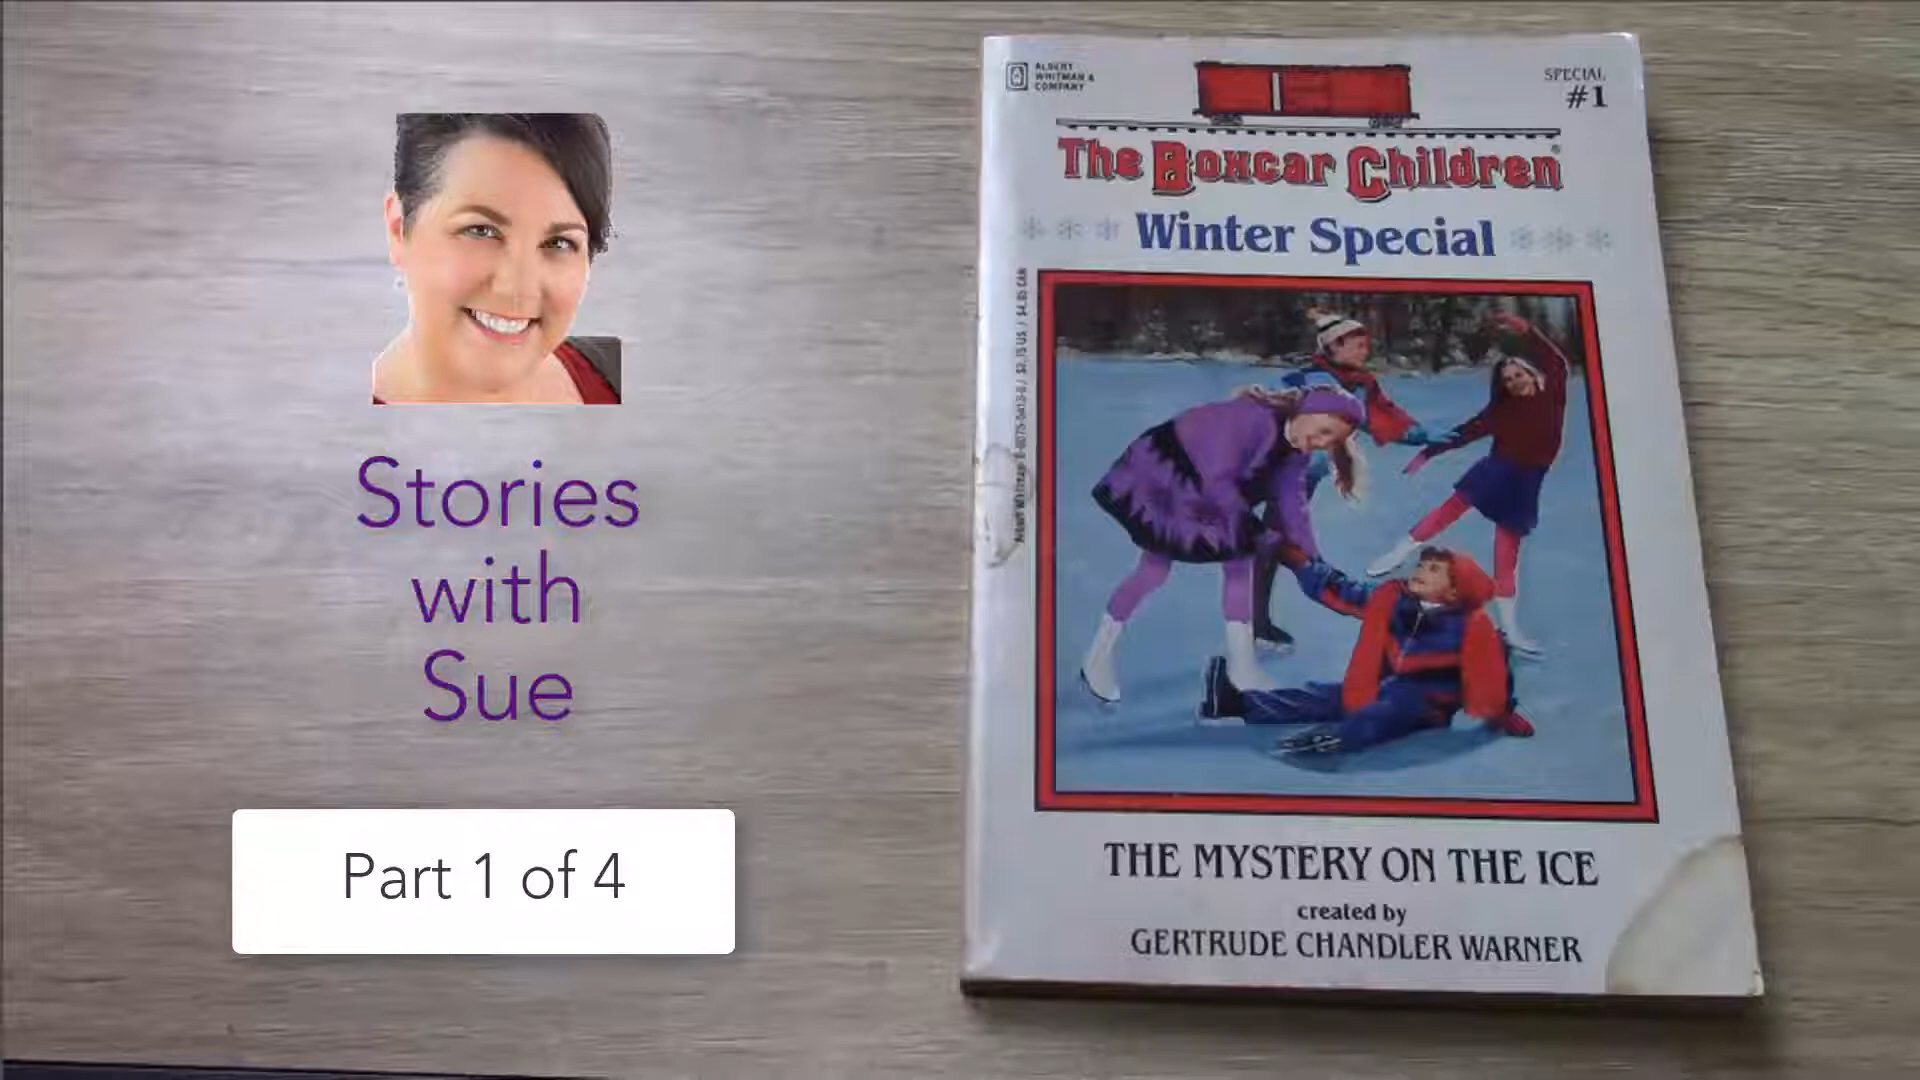 Stories
with
Sue
Part 1 of 4
ALBERT
WHITMAN &
COMPANY
SPECIAL
#1
The Boxcar Children®
Winter Special
THE MYSTERY ON THE ICE
created by
GERTRUDE CHANDLER WARNER